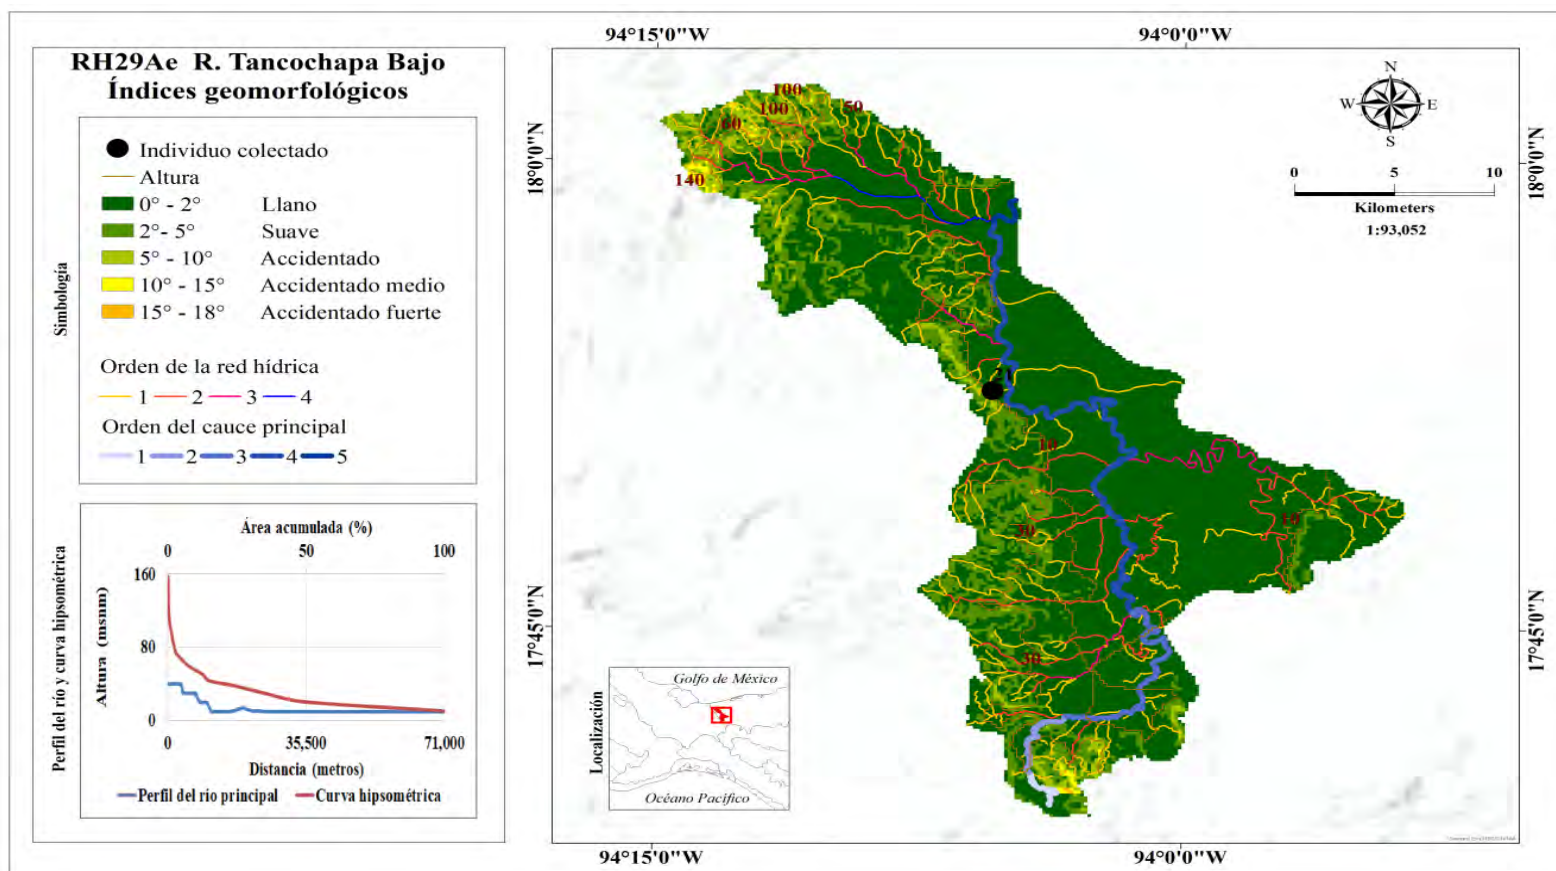 RH29Ae R. Tancochapa Bajo
Índices geomorfológicos
Simbología
Individuo colectado
Altura
0° - 2° Llano
2°- 5° Suave
5° - 10° Accidentado
10° - 15° Accidentado medio
15° - 18° Accidentado fuerte
Orden de la red hídrica
1 2 3 4
Orden del cauce principal
1 2 3 4 5
Perfil del río y curva hipsométrica
Área acumulada (%)
0 50 100
Altura (msnm)
160
80
0
0 35,500 71,000
Distancia (metros)
Perfil del río principal Curva hipsométrica
94°15'0"W 94°0'0"W
18°0'0"N
18°0'0"N
17°45'0"N
17°45'0"N
94°15'0"W 94°0'0"W
N
W E
S
0 5 10
Kilometers
1:93,052
100
100
50
60
140
10
10
30
30
Localización
Golfo de México
Océano Pacífico